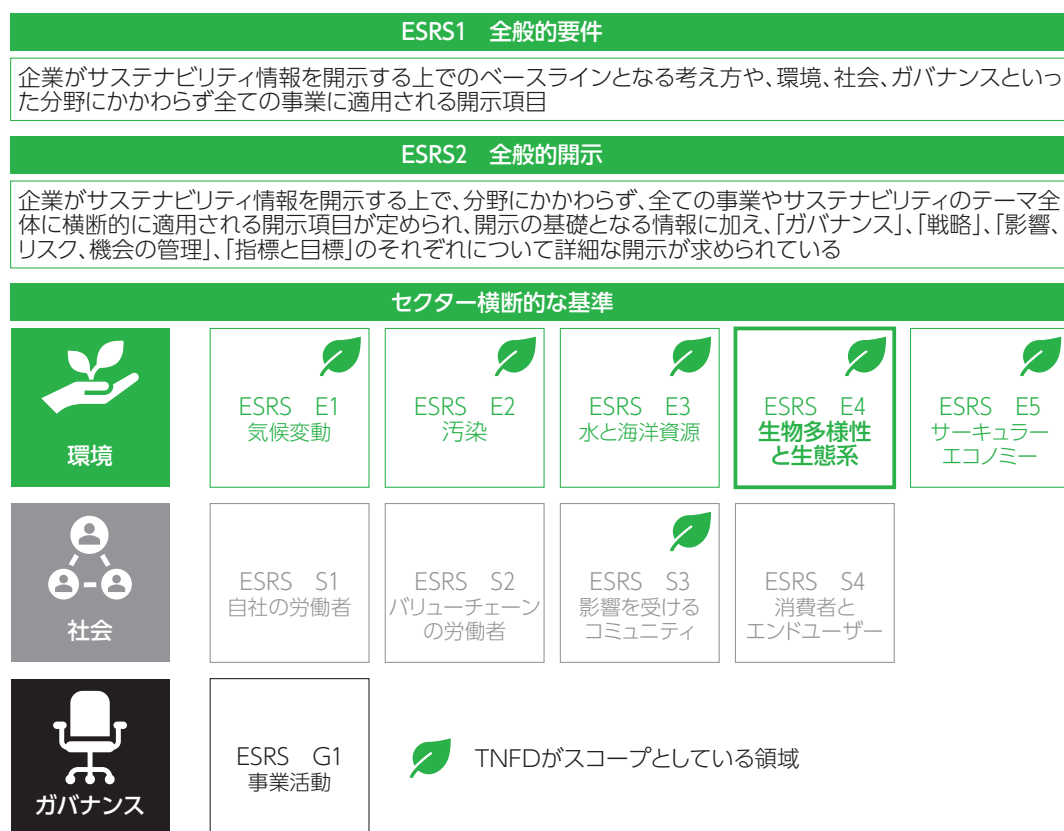 ESRS1 全般的要件
企業がサステナビリティ情報を開示する上でのベースラインとなる考え方や、環境、社会、ガバナンスといっ
た分野にかかわらず全ての事業に適用される開示項目
ESRS2 全般的開示
企業がサステナビリティ情報を開示する上で、分野にかかわらず、全ての事業やサステナビリティのテーマ全
体に横断的に適用される開示項目が定められ、開示の基礎となる情報に加え、「ガバナンス」、「戦略」、「影響、
リスク、機会の管理」、「指標と目標」のそれぞれについて詳細な開示が求められている
セクター横断的な基準
環境
ESRS E1
気候変動
ESRS E2
汚染
ESRS E3
水と海洋資源
ESRS E4
生物多様性
と生態系
ESRS E5
サーキュラー
エコノミー
社会
ESRS S1
自社の労働者
ESRS S2
バリューチェーン
の労働者
ESRS S3
影響を受ける
コミュニティ
ESRS S4
消費者と
エンドユーザー
ガバナンス
ESRS G1
事業活動
TNFDがスコープとしている領域